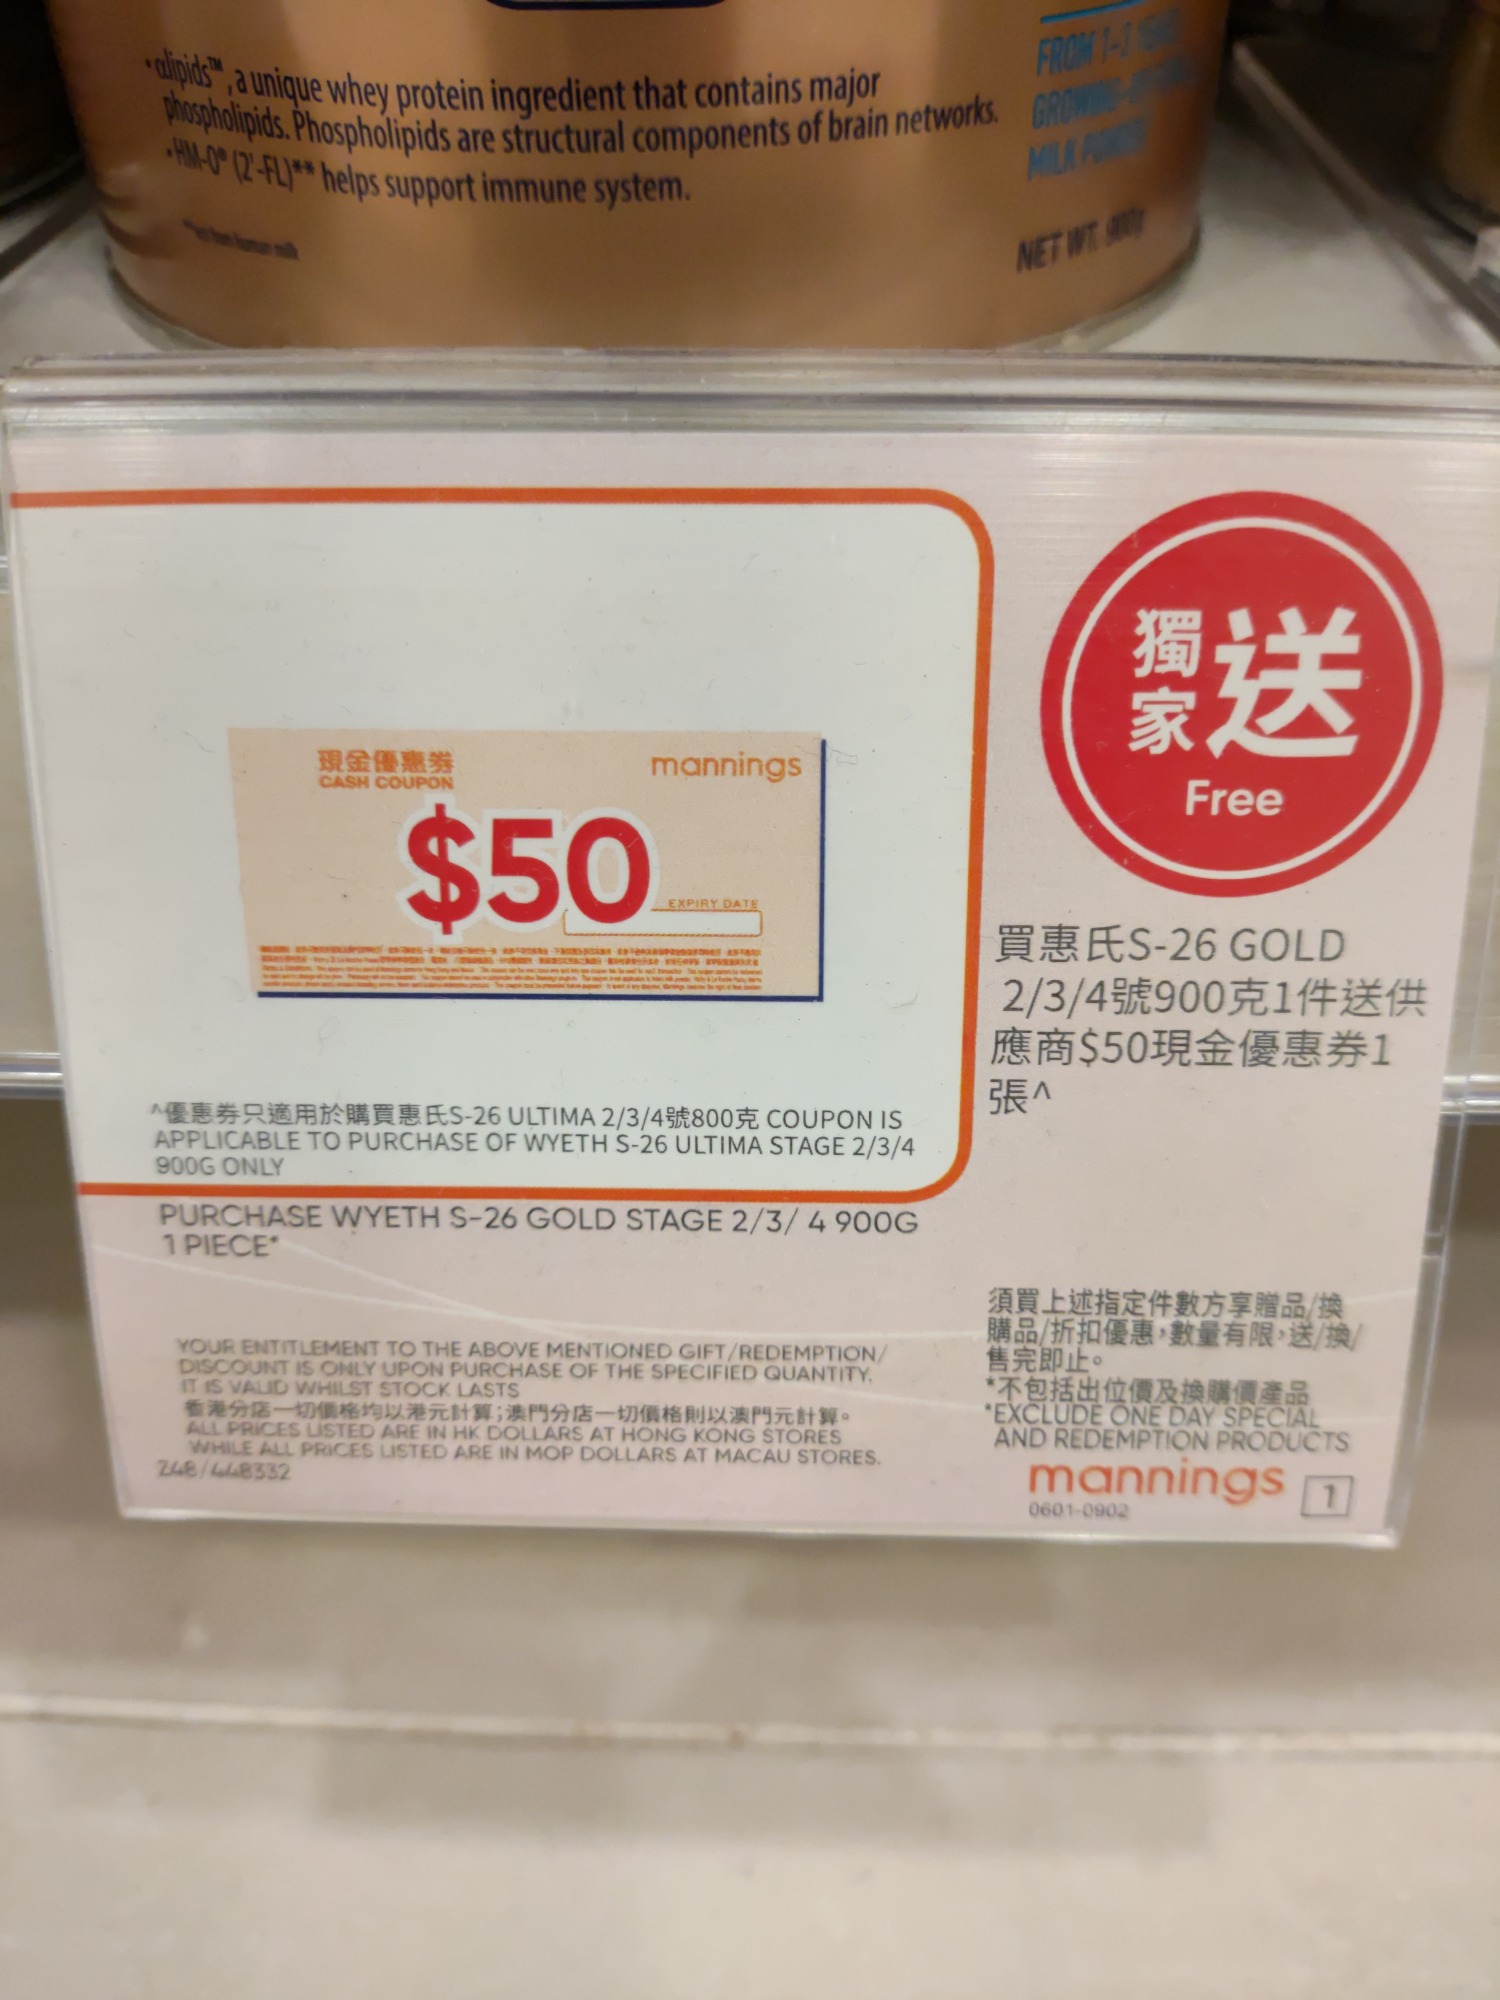 •αlipids™, a unique whey protein ingredient that contains major
phospholipids. Phospholipids are structural components of brain networks.
•HM-O® (2'-FL)** helps support immune system.
human milk
FROM 1-3
GROWING-
MILK
NET WT. 900g
現金優惠券
CASH COUPON
mannings
$50
EXPIRY DATE
獨家送
Free
買惠氏S-26 GOLD
2/3/4號900克1件送供
應商$50現金優惠券1
張^
^優惠券只適用於購買惠氏S-26 ULTIMA 2/3/4號800克 COUPON IS
APPLICABLE TO PURCHASE OF WYETH S-26 ULTIMA STAGE 2/3/4
900G ONLY
PURCHASE WYETH S-26 GOLD STAGE 2/3/ 4 900G
1 PIECE*
YOUR ENTITLEMENT TO THE ABOVE MENTIONED GIFT/REDEMPTION/
DISCOUNT IS ONLY UPON PURCHASE OF THE SPECIFIED QUANTITY.
IT IS VALID WHILST STOCK LASTS
香港分店一切價格均以港元計算；澳門分店一切價格則以澳門元計算。
ALL PRICES LISTED ARE IN HK DOLLARS AT HONG KONG STORES
WHILE ALL PRICES LISTED ARE IN MOP DOLLARS AT MACAU STORES.
248/448332
須買上述指定件數方享贈品/換
購品/折扣優惠，數量有限，送/換/
售完即止。
*不包括出位價及換購價產品
*EXCLUDE ONE DAY SPECIAL
AND REDEMPTION PRODUCTS
mannings 1
0601-0902